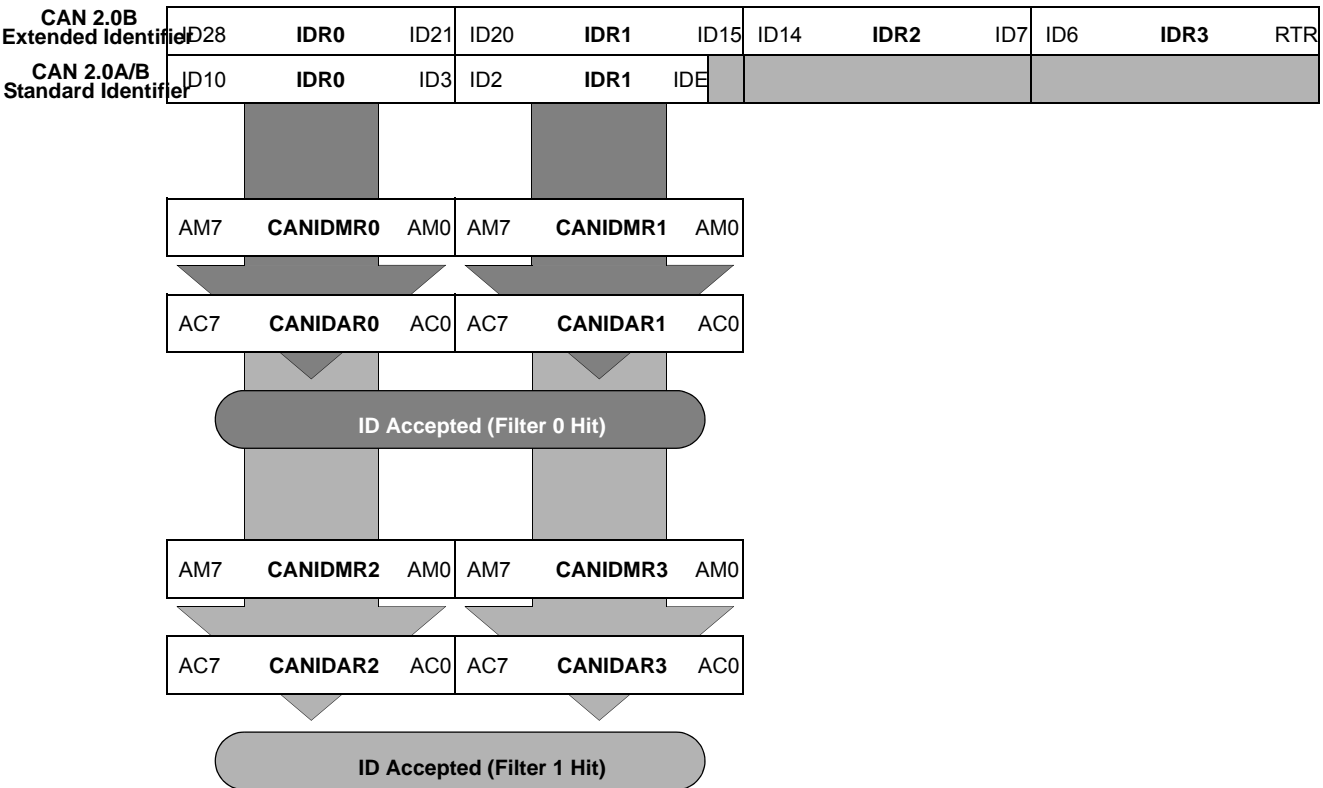 CAN 2.0B
Extended Identifier ID28 IDR0 ID21 ID20 IDR1 ID15 ID14 IDR2 ID7 ID6 IDR3 RTR
CAN 2.0A/B
Standard Identifier ID10 IDR0 ID3 ID2 IDR1 IDE
AM7 CANIDMR0 AM0 AM7 CANIDMR1 AM0
AC7 CANIDAR0 AC0 AC7 CANIDAR1 AC0
ID Accepted (Filter 0 Hit)
AM7 CANIDMR2 AM0 AM7 CANIDMR3 AM0
AC7 CANIDAR2 AC0 AC7 CANIDAR3 AC0
ID Accepted (Filter 1 Hit)